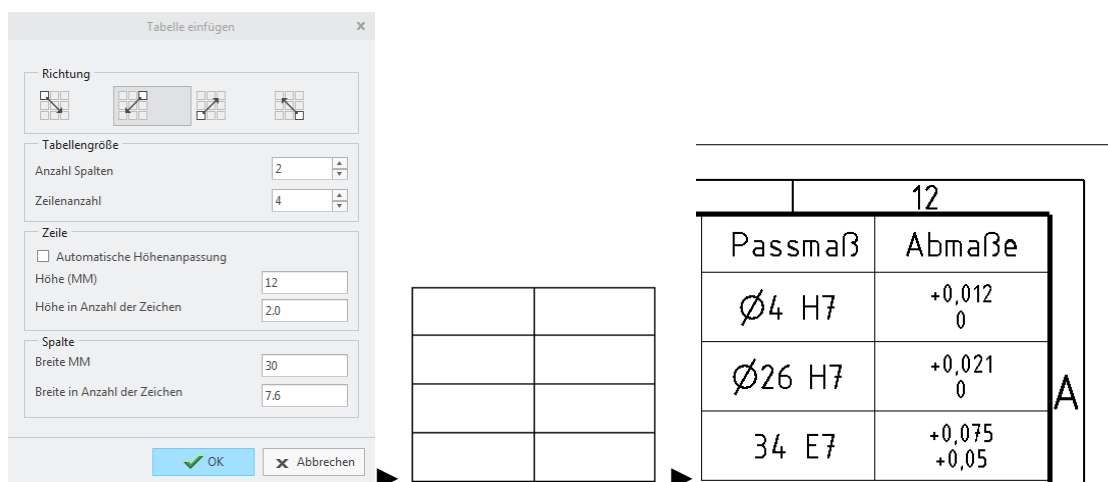 Tabelle einfügen x
Richtung
Tabellengröße
Anzahl Spalten 2
Zeilenanzahl 4
Zeile
Automatische Höhenanpassung
Höhe (MM) 12
Höhe in Anzahl der Zeichen 2.0
Spalte
Breite MM 30
Breite in Anzahl der Zeichen 7.6
OK x Abbrechen
12
Passmaß Abmaße
Ø4 H7 +0,012
0
Ø26 H7 +0,021
0
A
34 E7 +0,075
+0,05